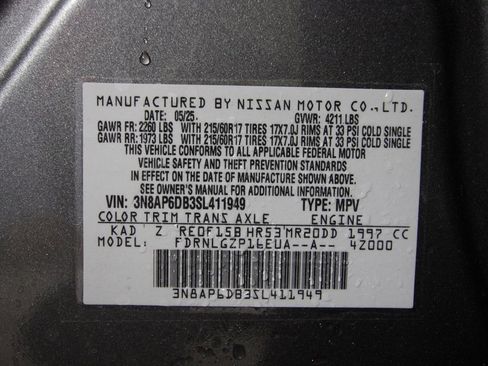 MANUFACTURED BY NISSAN MOTOR CO., LTD.
DATE: 05/25 GVWR: 4211 LBS
GAWR FR: 2260 LBS WITH 215/60R17 TIRES 17X7.0J RIMS AT 33 PSI COLD SINGLE
GAWR RR: 1973 LBS WITH 215/60R17 TIRES 17X7.0J RIMS AT 33 PSI COLD SINGLE
THIS VEHICLE CONFORMS TO ALL APPLICABLE FEDERAL MOTOR
VEHICLE SAFETY AND THEFT PREVENTION STANDARDS
IN EFFECT ON THE DATE OF MANUFACTURE SHOWN ABOVE.
SEE OWNER'S MANUAL FOR ADDITIONAL INFORMATION
VIN: 3N8AP6DB3SL411949 TYPE: MPV
COLOR TRIM TRANS AXLE ENGINE
KAD Z RE0F15B HR53 MR20DD 1997 CC
MODEL: FDRNLGZP16EUA--A-- 42000
3N8AP6DB3SL411949